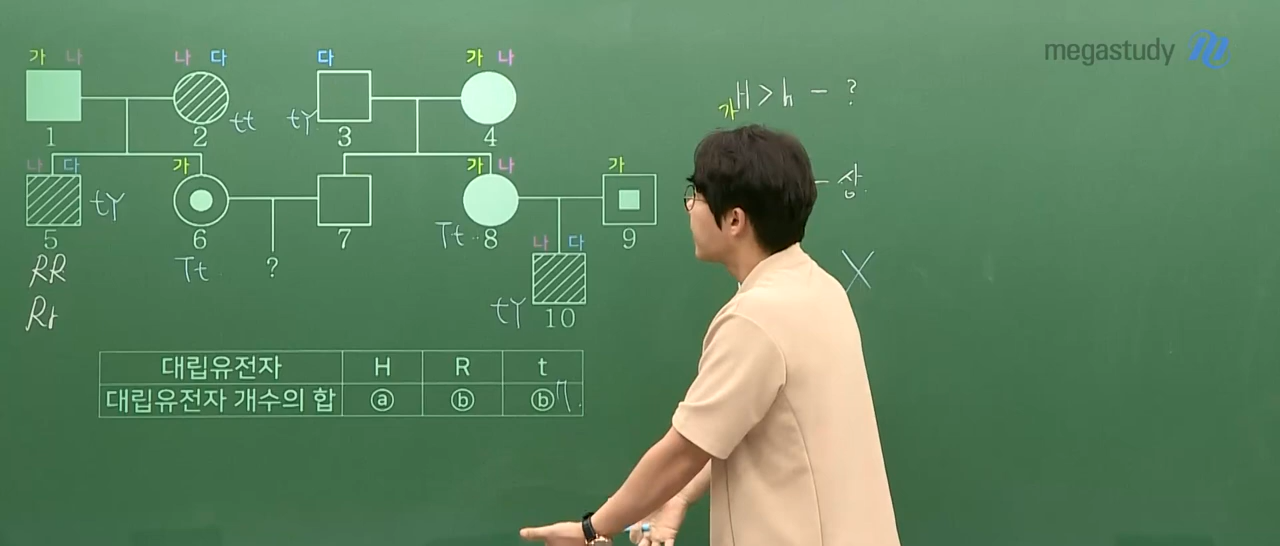 megastudy
가 나
나 다
다
가 나
1
2
tt
tY
3
4
가 H > h - ?
나 다
가
가 나
가
- 상.
tY
5
6
7
Tt
8
9
나 다
RR
Tt
?
X
Rr
tY
10
대립유전자 H R t
대립유전자 개수의 합 ⓐ ⓑ ⓑ 7.